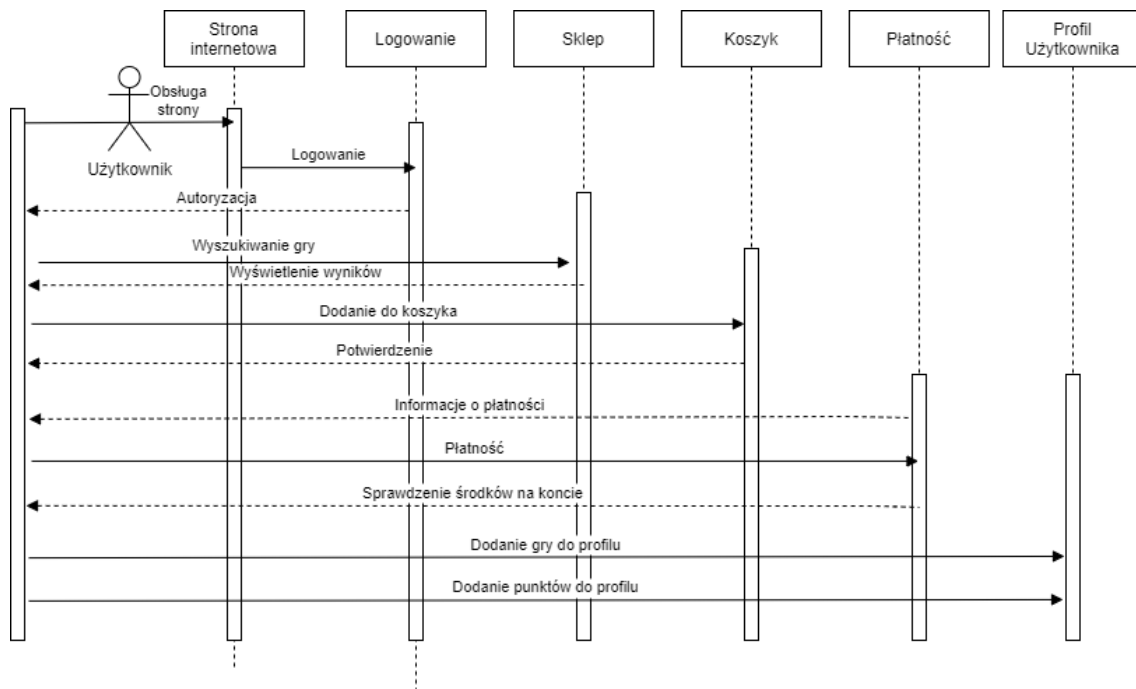 Strona
internetowa
Logowanie
Sklep
Koszyk
Płatność
Profil
Użytkownika
Obsługa
strony
Użytkownik
Logowanie
Autoryzacja
Wyszukiwanie gry
Wyświetlenie wyników
Dodanie do koszyka
Potwierdzenie
Informacje o płatności
Płatność
Sprawdzenie środków na koncie
Dodanie gry do profilu
Dodanie punktów do profilu